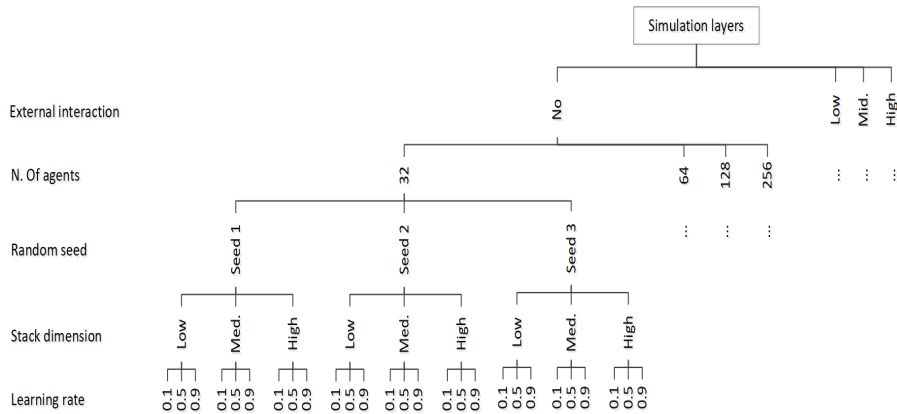 Simulation layers
External interaction No Low Mid. High
N. Of agents 32 64 128 256 ... ... ...
Random seed Seed 1 Seed 2 Seed 3 ... ... ...
Stack dimension Low Med. High Low Med. High Low Med. High
Learning rate 0.1 0.5 0.9 0.1 0.5 0.9 0.1 0.5 0.9 0.1 0.5 0.9 0.1 0.5 0.9 0.1 0.5 0.9 0.1 0.5 0.9 0.1 0.5 0.9 0.1 0.5 0.9